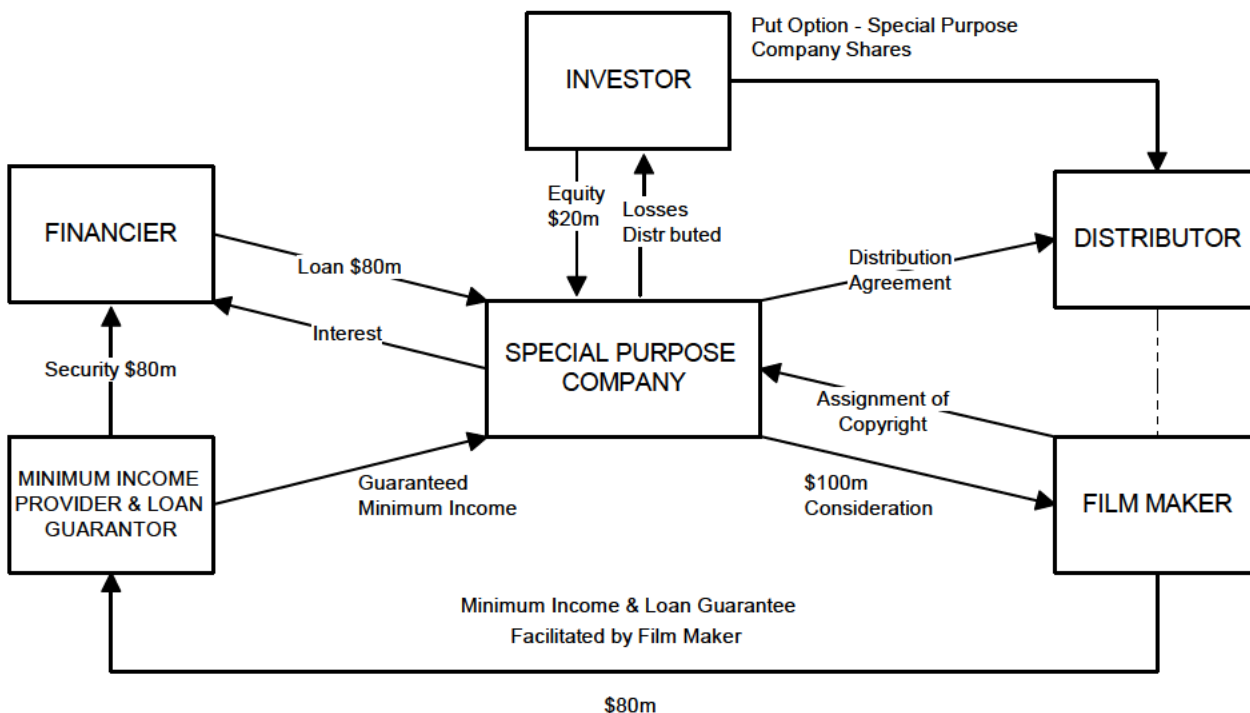 Put Option - Special Purpose
Company Shares
INVESTOR
Equity
$20m
Losses
Distr buted
FINANCIER
Loan $80m
Distribution
Agreement
DISTRIBUTOR
Interest
SPECIAL PURPOSE
COMPANY
Security $80m
Assignment of
Copyright
MINIMUM INCOME
PROVIDER & LOAN
GUARANTOR
Guaranteed
Minimum Income
$100m
Consideration
FILM MAKER
Minimum Income & Loan Guarantee
Facilitated by Film Maker
$80m